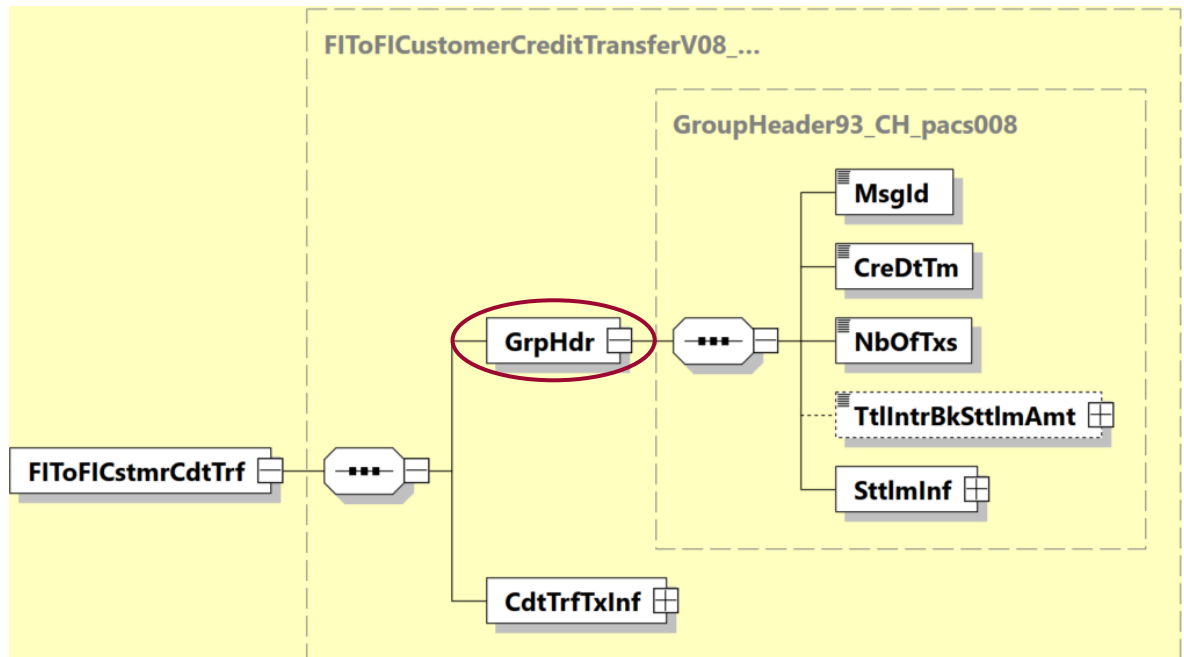 FIToFICustomerCreditTransferV08_...
GroupHeader93_CH_pacs008
MsgId
CreDtTm
GrpHdr
NbOfTxs
TtlIntrBkSttlmAmt
FIToFICstmrCdtTrf
SttlmInf
CdtTrfTxInf